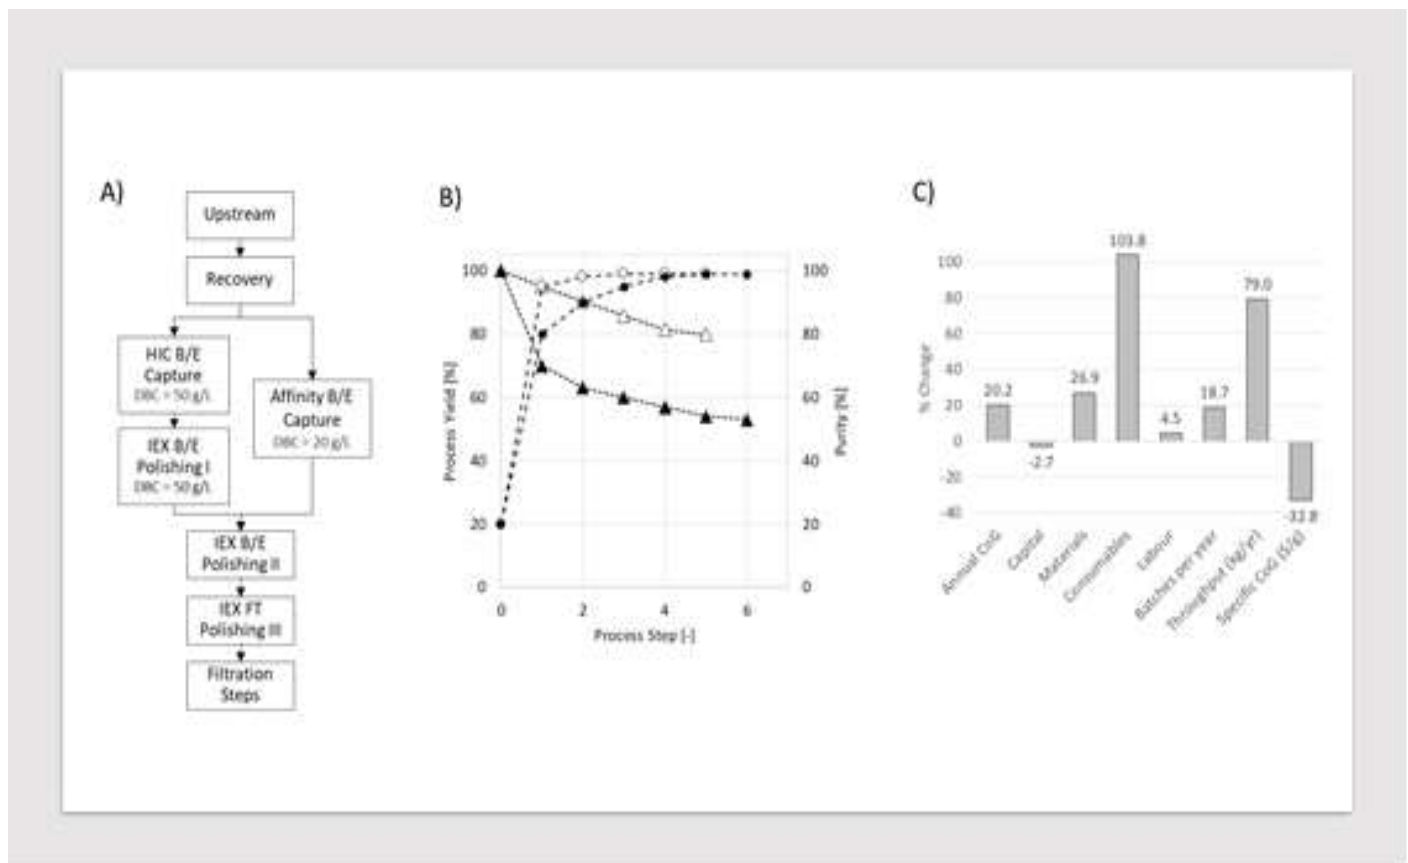 A)
Upstream
Recovery
HIC B/E
Capture
DBC > 50 g/L
Affinity B/E
Capture
DBC > 20 g/L
IEX B/E
Polishing I
DBC > 50 g/L
IEX B/E
Polishing II
IEX FT
Polishing III
Filtration
Steps
B)
Process Yield [%]
100
80
60
40
20
0
0
2
4
6
Process Step [-]
100
80
60
40
20
0
Purity [%]
C)
% Change
100
80
60
40
20
0
-20
-40
20.2
-2.7
26.9
103.8
4.5
18.7
79.0
Annual CoG
Capital
Materials
Consumables
Labour
Batches per year
Throughput (kg/yr)
Specific CoG ($/g)